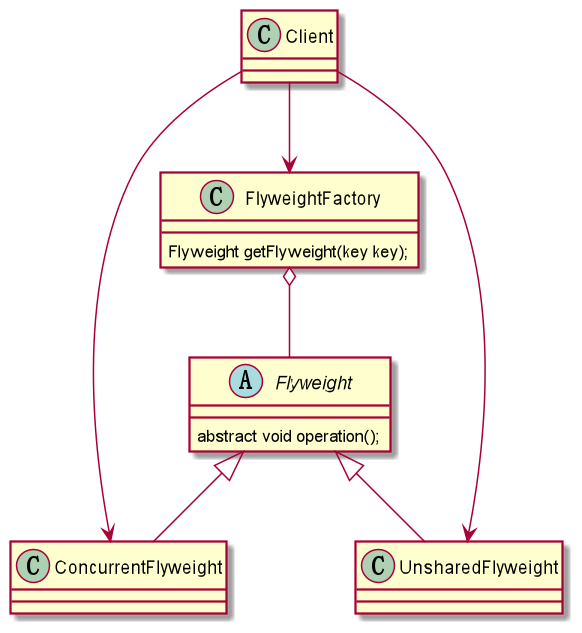 C Client
C FlyweightFactory
Flyweight getFlyweight(key key);
A Flyweight
abstract void operation();
C ConcurrentFlyweight
C UnsharedFlyweight